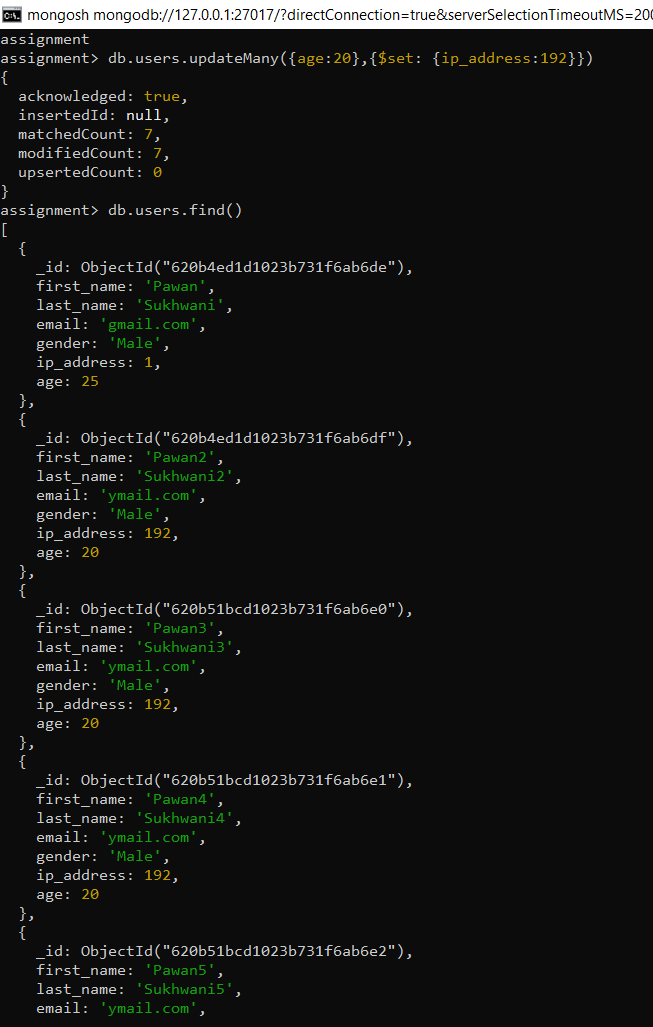 mongosh mongodb://127.0.0.1:27017/?directConnection=true&serverSelectionTimeoutMS=200
assignment
assignment> db.users.updateMany({age:20},{$set: {ip_address:192}})
{
  acknowledged: true,
  insertedId: null,
  matchedCount: 7,
  modifiedCount: 7,
  upsertedCount: 0
}
assignment> db.users.find()
[
  {
    _id: ObjectId("620b4ed1d1023b731f6ab6de"),
    first_name: 'Pawan',
    last_name: 'Sukhwani',
    email: 'gmail.com',
    gender: 'Male',
    ip_address: 1,
    age: 25
  },
  {
    _id: ObjectId("620b4ed1d1023b731f6ab6df"),
    first_name: 'Pawan2',
    last_name: 'Sukhwani2',
    email: 'ymail.com',
    gender: 'Male',
    ip_address: 192,
    age: 20
  },
  {
    _id: ObjectId("620b51bcd1023b731f6ab6e0"),
    first_name: 'Pawan3',
    last_name: 'Sukhwani3',
    email: 'ymail.com',
    gender: 'Male',
    ip_address: 192,
    age: 20
  },
  {
    _id: ObjectId("620b51bcd1023b731f6ab6e1"),
    first_name: 'Pawan4',
    last_name: 'Sukhwani4',
    email: 'ymail.com',
    gender: 'Male',
    ip_address: 192,
    age: 20
  },
  {
    _id: ObjectId("620b51bcd1023b731f6ab6e2"),
    first_name: 'Pawan5',
    last_name: 'Sukhwani5',
    email: 'ymail.com',